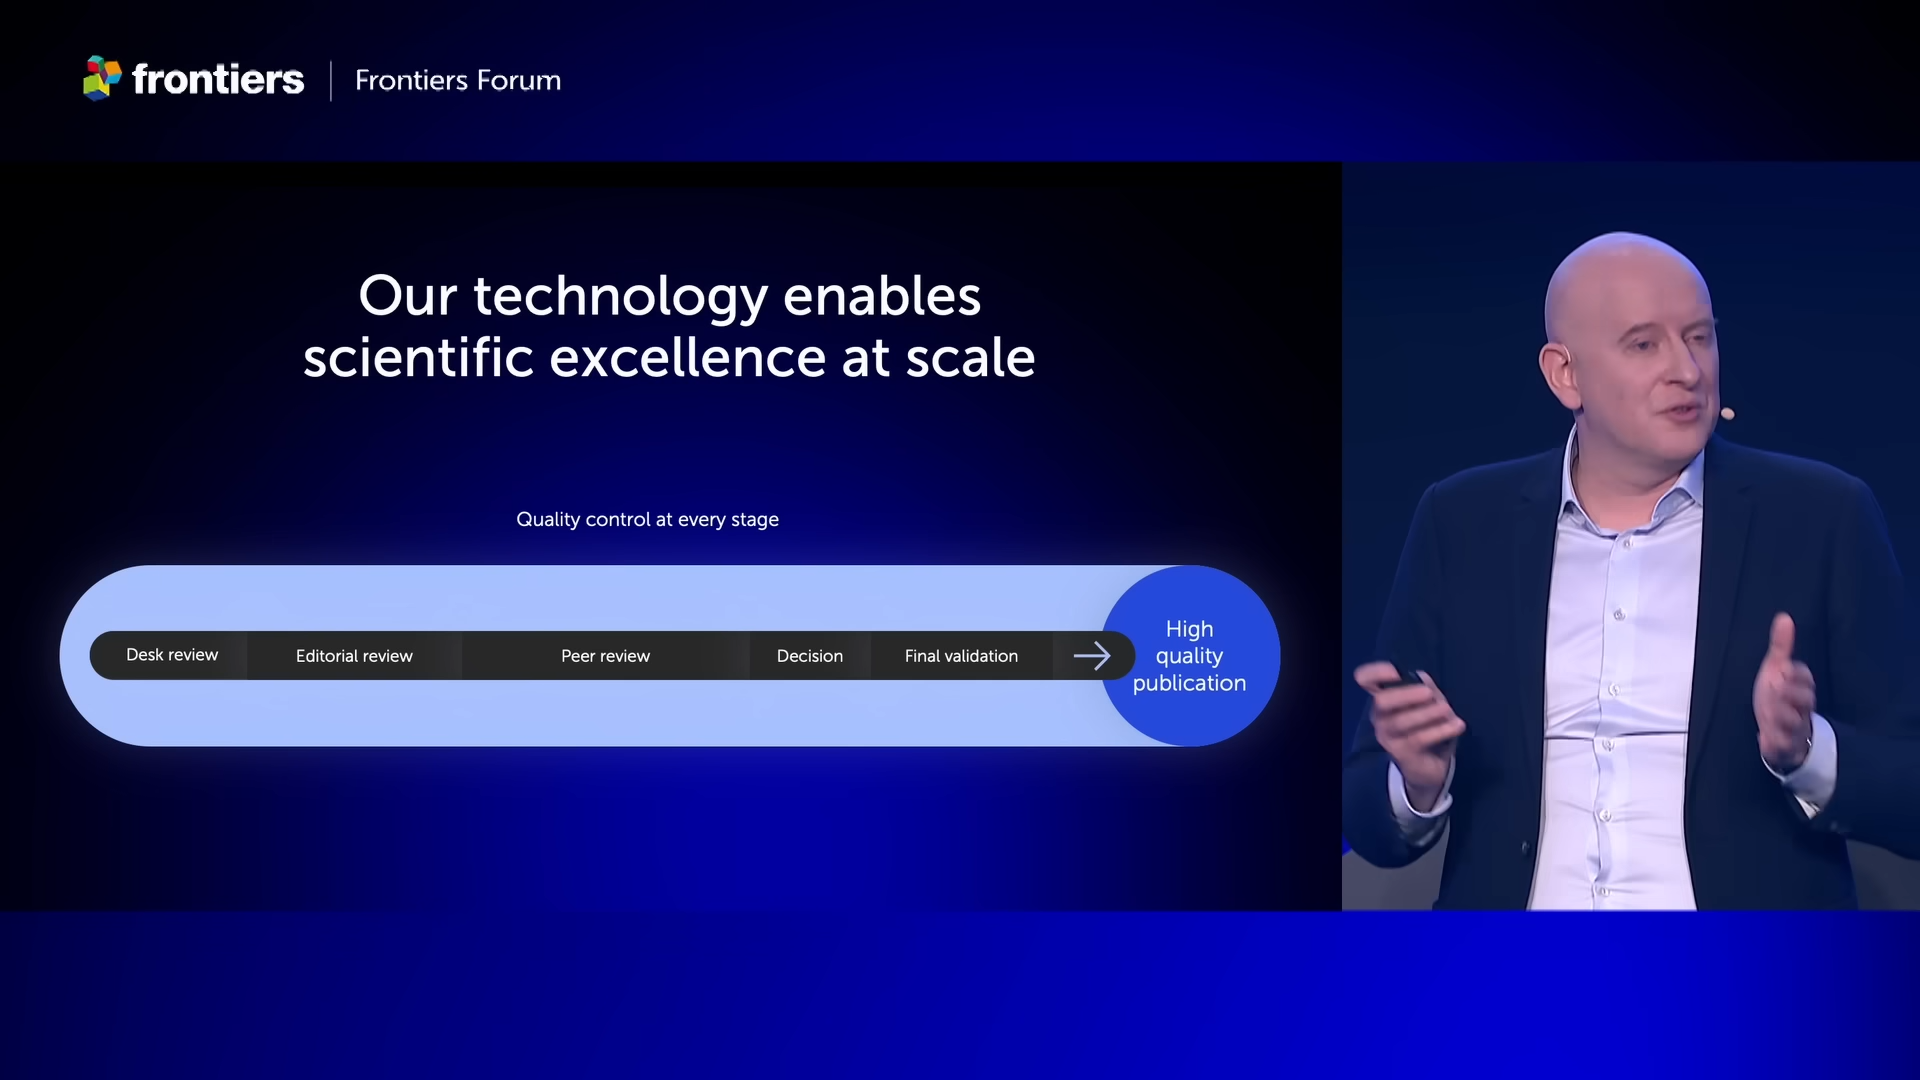 frontiers | Frontiers Forum
Our technology enables
scientific excellence at scale
Quality control at every stage
Desk review
Editorial review
Peer review
Decision
Final validation
High
quality
publication